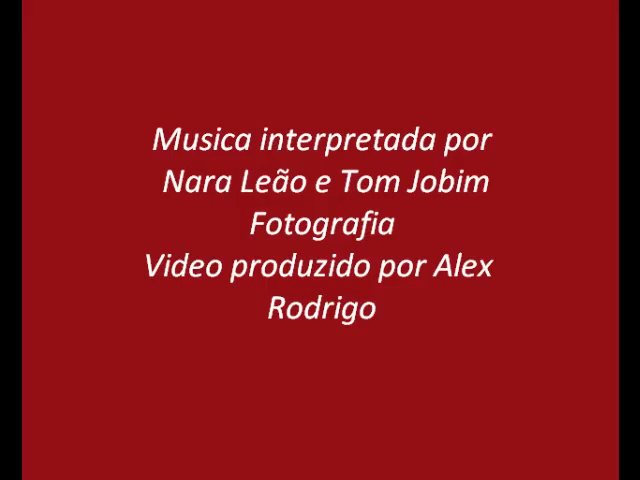 Musica interpretada por
Nara Leão e Tom Jobim
Fotografia
Video produzido por Alex
Rodrigo